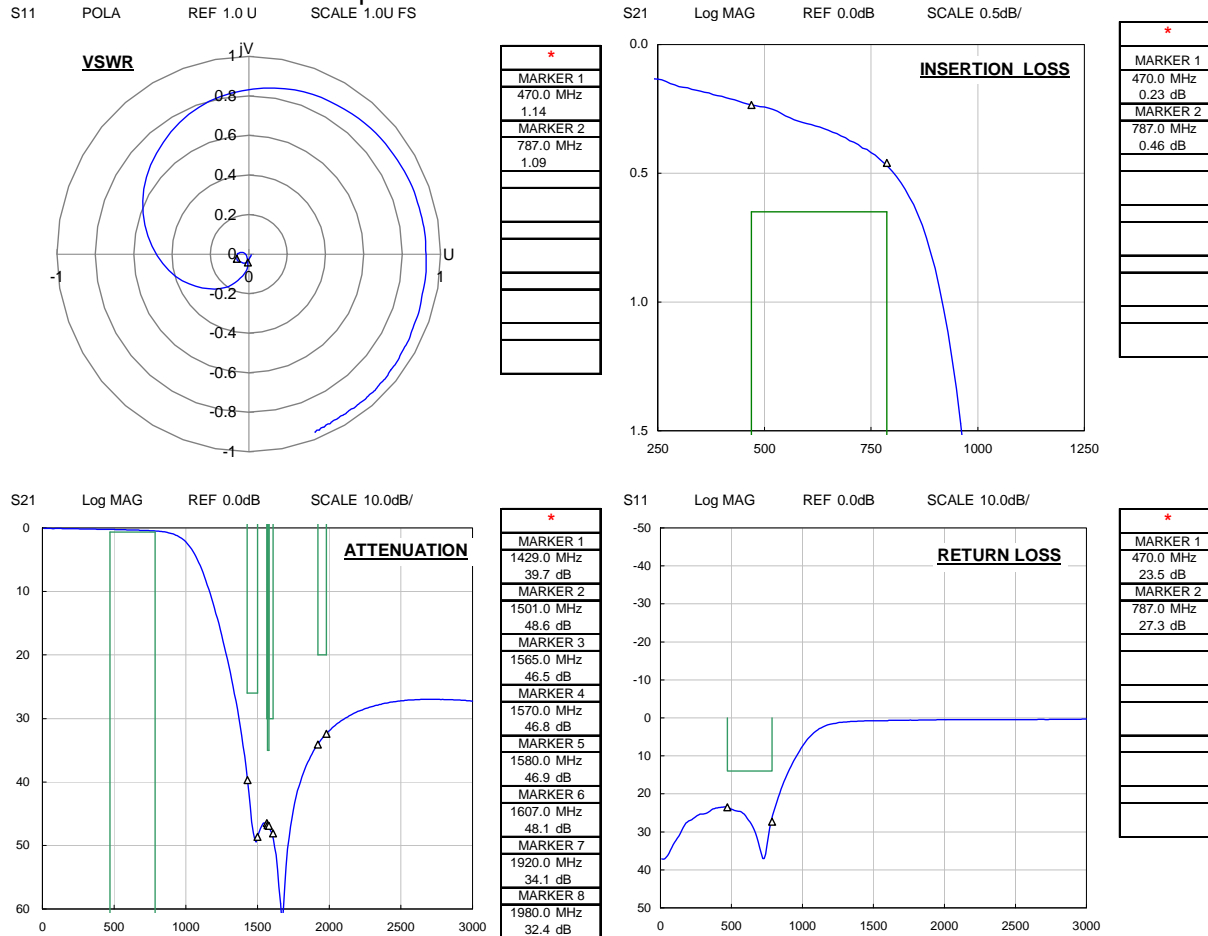 S11 POLA REF 1.0 U SCALE 1.0U FS
VSWR
jV
U
1
0.8
0.6
0.4
0.2
0
-0.2
-0.4
-0.6
-0.8
-1
-1 0 1
*
MARKER 1
470.0 MHz
1.14
MARKER 2
787.0 MHz
1.09
S21 Log MAG REF 0.0dB SCALE 0.5dB/
INSERTION LOSS
0.0
0.5
1.0
1.5
250 500 750 1000 1250
*
MARKER 1
470.0 MHz
0.23 dB
MARKER 2
787.0 MHz
0.46 dB
S21 Log MAG REF 0.0dB SCALE 10.0dB/
ATTENUATION
0
10
20
30
40
50
60
0 500 1000 1500 2000 2500 3000
*
MARKER 1
1429.0 MHz
39.7 dB
MARKER 2
1501.0 MHz
48.6 dB
MARKER 3
1565.0 MHz
46.5 dB
MARKER 4
1570.0 MHz
46.8 dB
MARKER 5
1580.0 MHz
46.9 dB
MARKER 6
1607.0 MHz
48.1 dB
MARKER 7
1920.0 MHz
34.1 dB
MARKER 8
1980.0 MHz
32.4 dB
S11 Log MAG REF 0.0dB SCALE 10.0dB/
RETURN LOSS
-50
-40
-30
-20
-10
0
10
20
30
40
50
0 500 1000 1500 2000 2500 3000
*
MARKER 1
470.0 MHz
23.5 dB
MARKER 2
787.0 MHz
27.3 dB